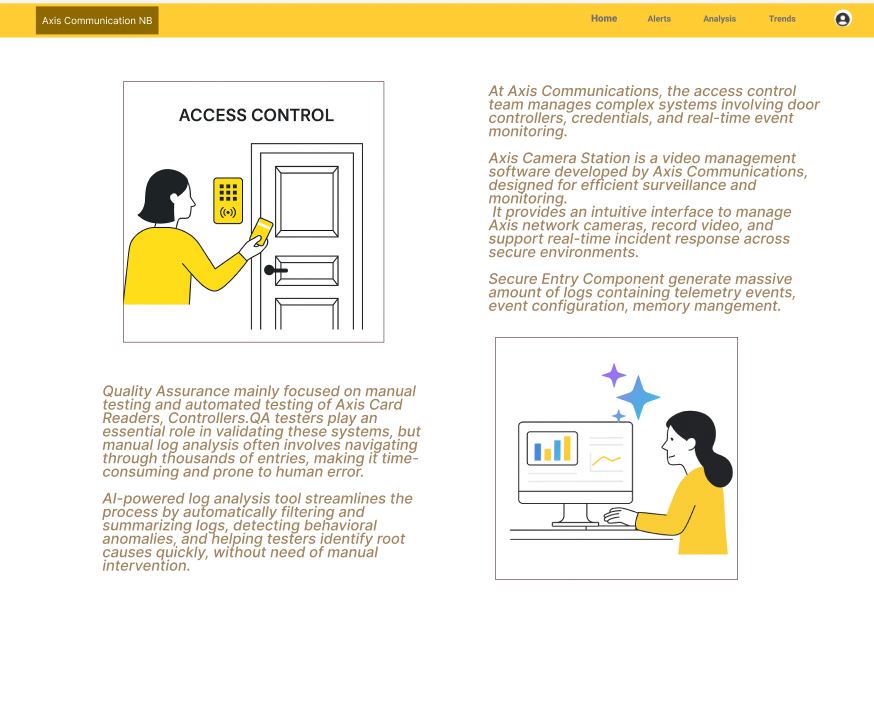 Axis Communication NB
Home
Alerts
Analysis
Trends
ACCESS CONTROL
At Axis Communications, the access control
team manages complex systems involving door
controllers, credentials, and real-time event
monitoring.
Axis Camera Station is a video management
software developed by Axis Communications,
designed for efficient surveillance and
monitoring.
It provides an intuitive interface to manage
Axis network cameras, record video, and
support real-time incident response across
secure environments.
Secure Entry Component generate massive
amount of logs containing telemetry events,
event configuration, memory mangement.
Quality Assurance mainly focused on manual
testing and automated testing of Axis Card
Readers, Controllers.QA testers play an
essential role in validating these systems, but
manual log analysis often involves navigating
through thousands of entries, making it time-
consuming and prone to human error.
AI-powered log analysis tool streamlines the
process by automatically filtering and
summarizing logs, detecting behavioral
anomalies, and helping testers identify root
causes quickly, without need of manual
intervention.